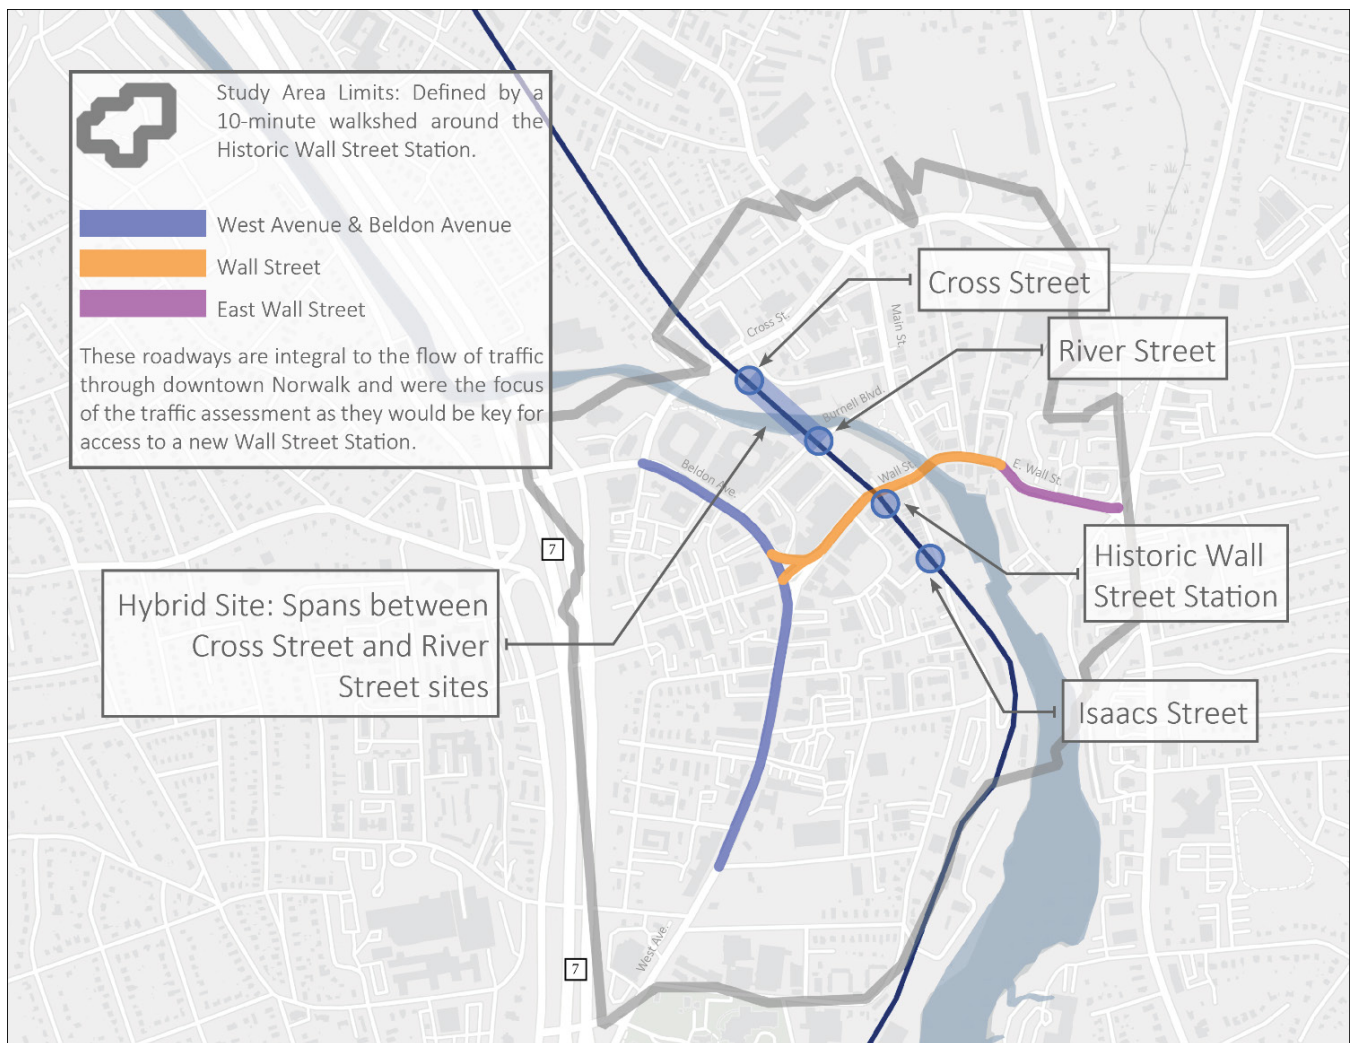 Study Area Limits: Defined by a
10-minute walkshed around the
Historic Wall Street Station.
West Avenue & Beldon Avenue
Wall Street
East Wall Street
These roadways are integral to the flow of traffic
through downtown Norwalk and were the focus
of the traffic assessment as they would be key for
access to a new Wall Street Station.
Cross Street
Cross St.
Main St.
River Street
Burnell Blvd.
Beldon Ave.
Wall St.
E. Wall St.
7
Historic Wall
Street Station
Hybrid Site: Spans between
Cross Street and River
Street sites
Isaacs Street
West Ave.
7